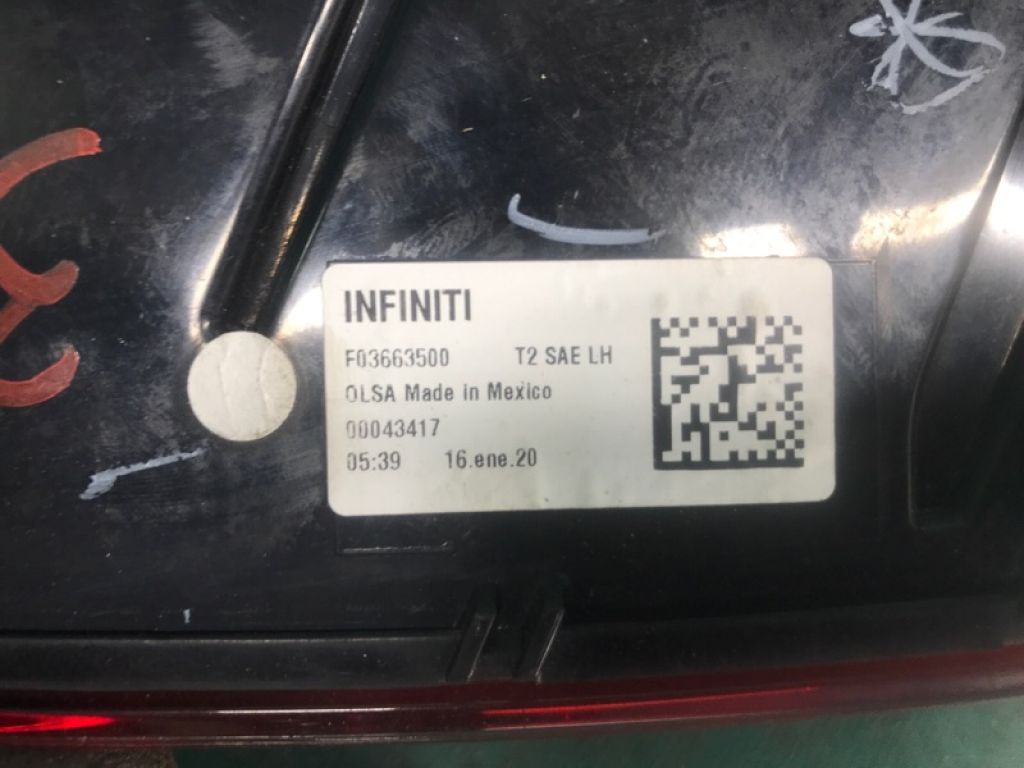 INFINITI
F03663500 T2 SAE LH
OLSA Made in Mexico
00043417
05:39 16.ene.20